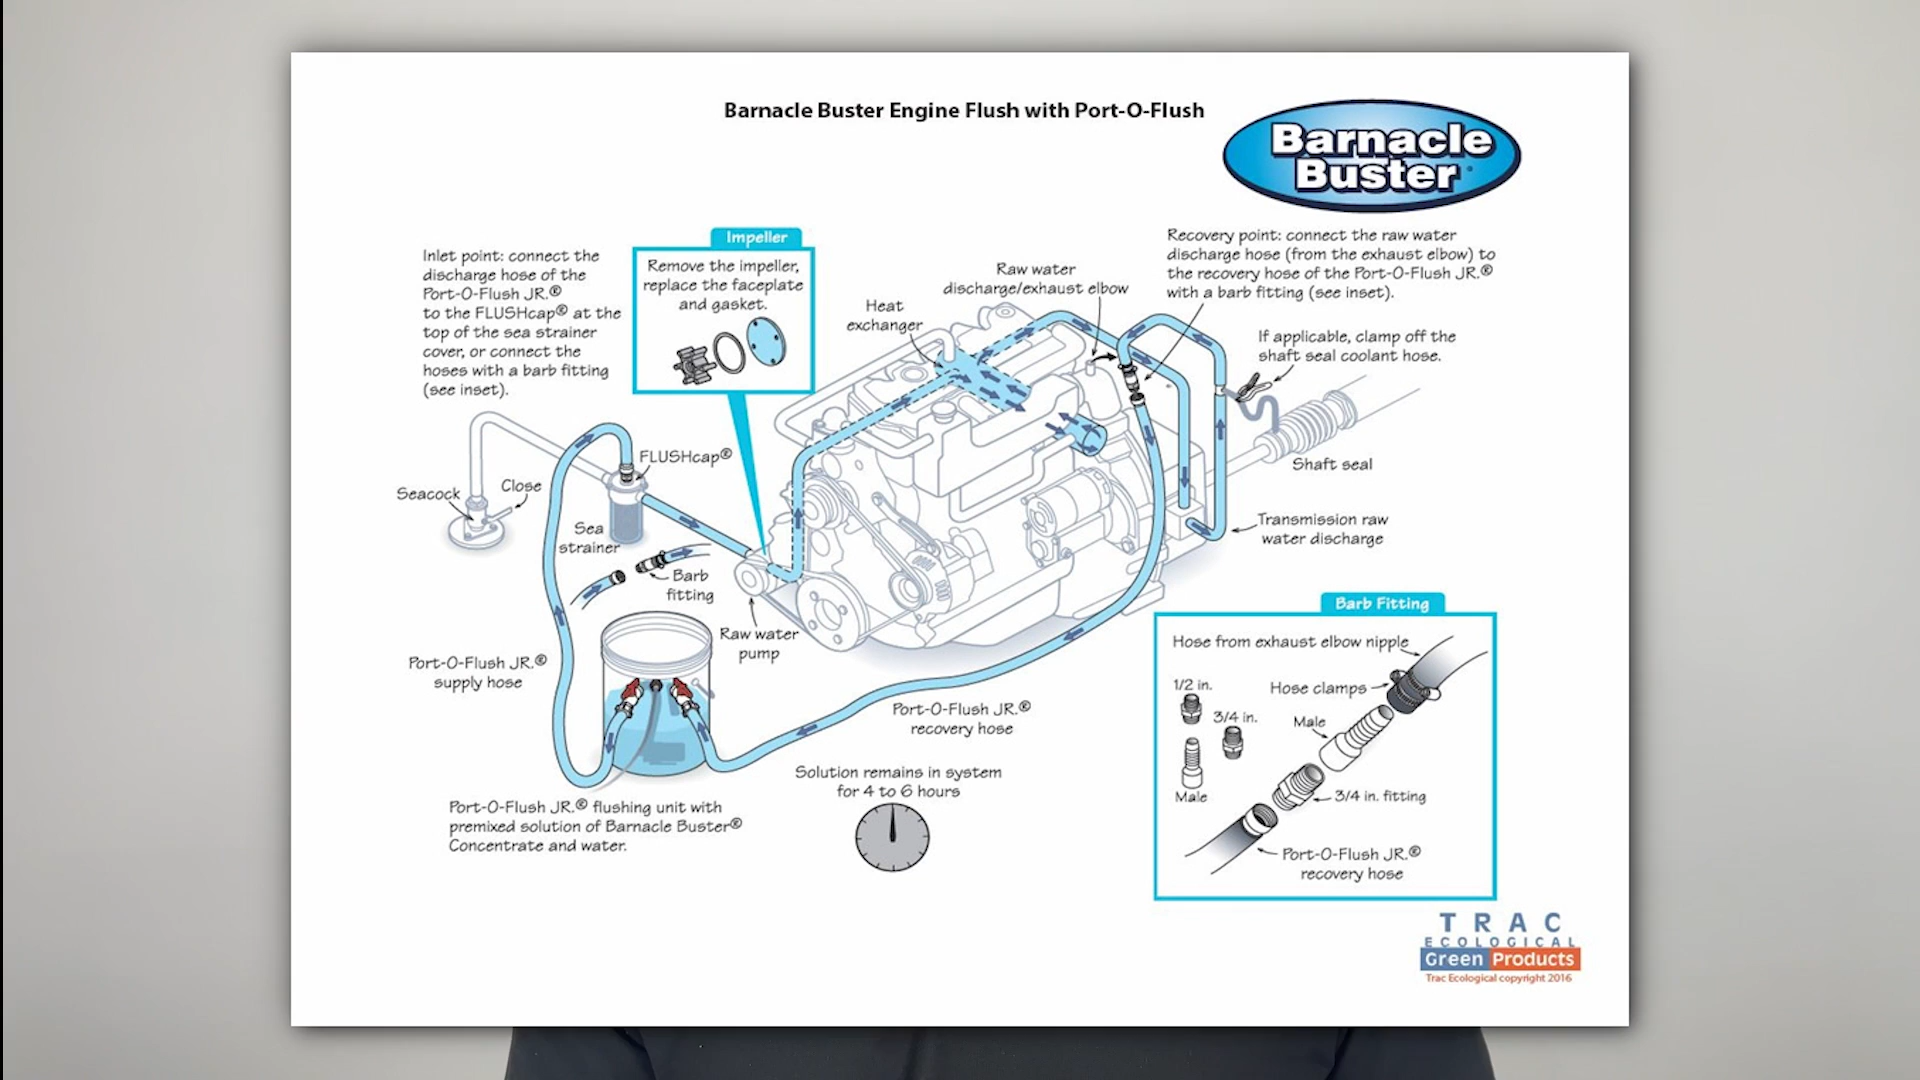 Barnacle Buster Engine Flush with Port-O-Flush
Barnacle
Buster
Inlet point: connect the
discharge hose of the
Port-O-Flush JR.®
to the FLUSHcap® at the
top of the sea strainer
cover, or connect the
hoses with a barb fitting
(see inset).
Impeller
Remove the impeller,
replace the faceplate
and gasket.
Heat
exchanger
Raw water
discharge/exhaust elbow
Recovery point: connect the raw water
discharge hose (from the exhaust elbow) to
the recovery hose of the Port-O-Flush JR.®
with a barb fitting (see inset).
If applicable, clamp off the
shaft seal coolant hose.
Shaft seal
FLUSHcap®
Seacock
Close
Sea
strainer
Barb
fitting
Transmission raw
water discharge
Raw water
pump
Port-O-Flush JR.®
supply hose
Port-O-Flush JR.®
recovery hose
Port-O-Flush JR.® flushing unit with
premixed solution of Barnacle Buster®
Concentrate and water.
Solution remains in system
for 4 to 6 hours
Barb Fitting
Hose from exhaust elbow nipple
Hose clamps
1/2 in.
3/4 in.
Male
Male
3/4 in. fitting
Port-O-Flush JR.®
recovery hose
TRAC
ECOLOGICAL
Green Products
Trac Ecological copyright 2016